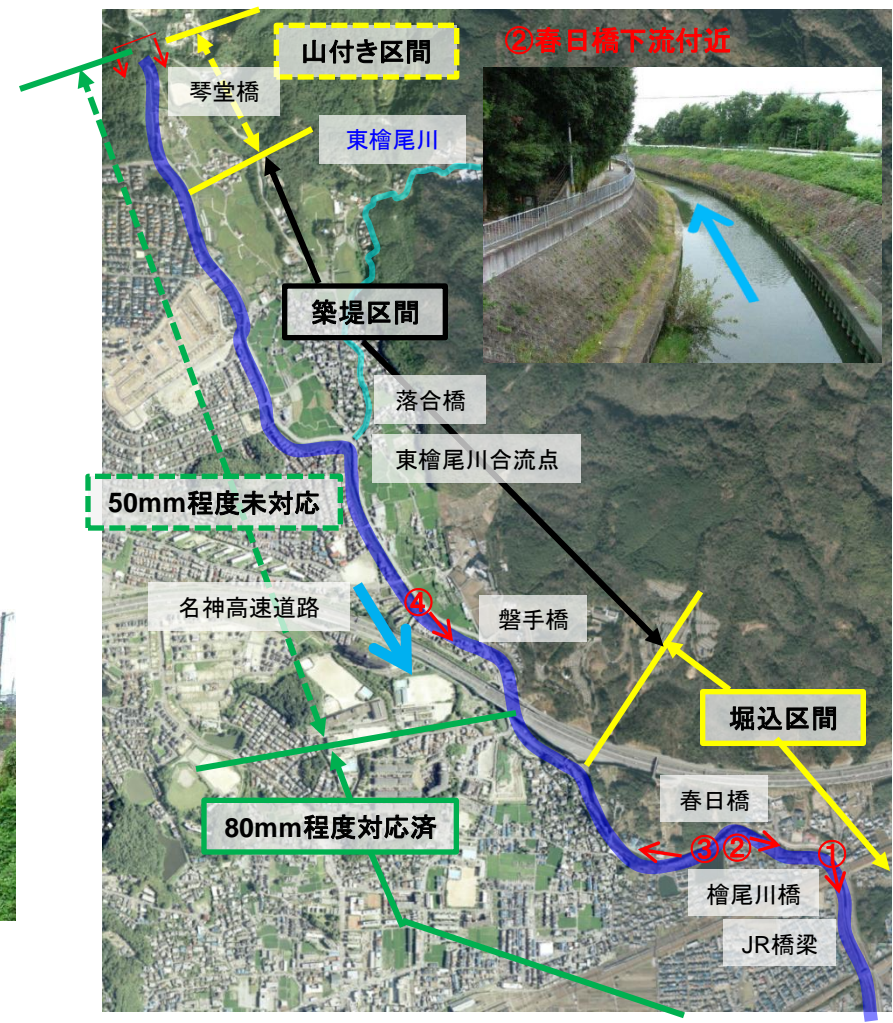 山付き区間
②春日橋下流付近
琴堂橋
東檜尾川
築堤区間
落合橋
東檜尾川合流点
50mm程度未対応
名神高速道路
④
磐手橋
堀込区間
80mm程度対応済
春日橋
③②
①
檜尾川橋
JR橋梁